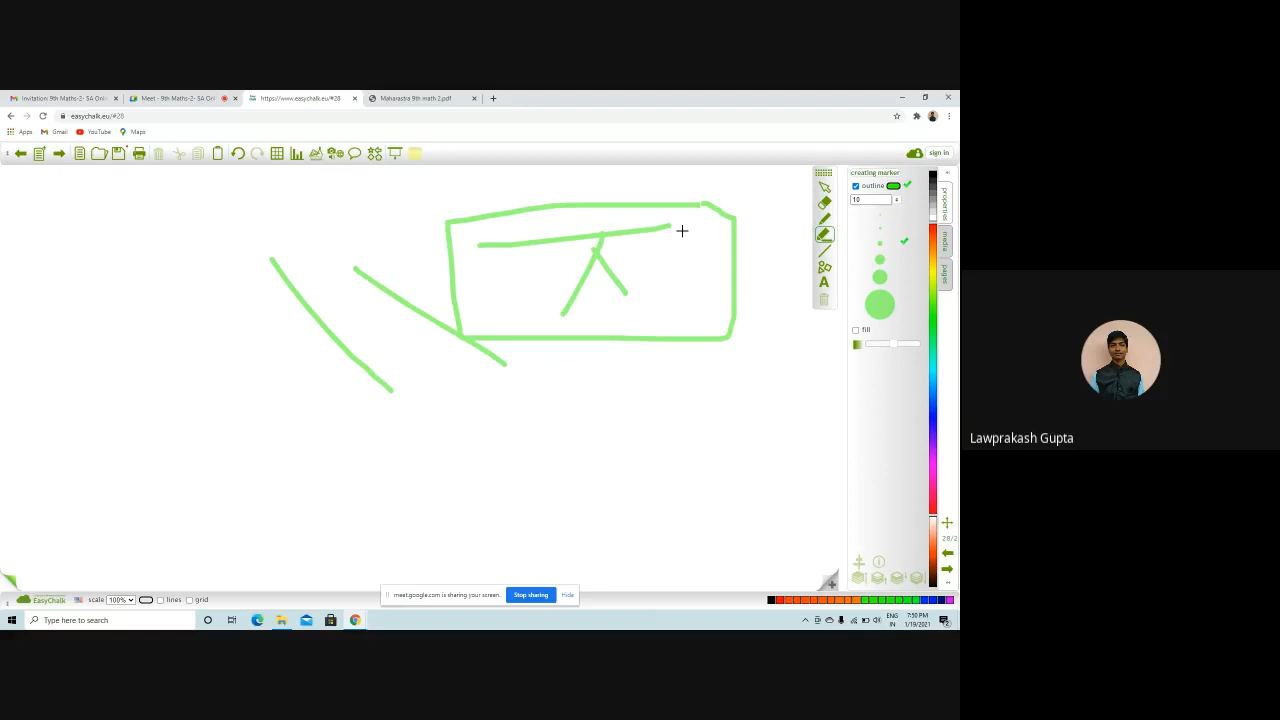 Invitation: 9th Maths-2- SA Onli
Meet - 9th Maths-2- SA Onl
https://www.easychalk.eu/#28
Maharastra 9th math 2.pdf
easychalk.eu/#28
Apps
Gmail
YouTube
Maps
sign in
creating marker
outline
10
fill
properties
media
pages
28/2
Lawprakash Gupta
meet.google.com is sharing your screen.
Stop sharing
Hide
EasyChalk
scale
100%
lines
grid
Type here to search
ENG
IN
7:50 PM
1/19/2021